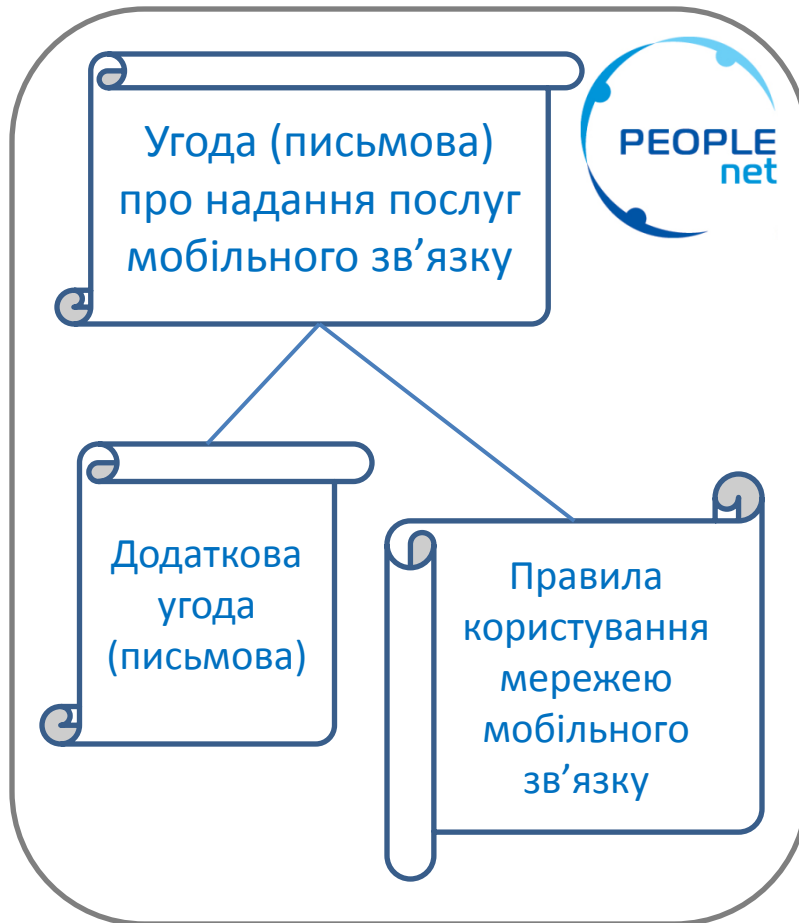 Угода (письмова)
про надання послуг
мобільного зв’язку
PEOPLE
net
Додаткова
угода
(письмова)
Правила
користування
мережею
мобільного
зв’язку